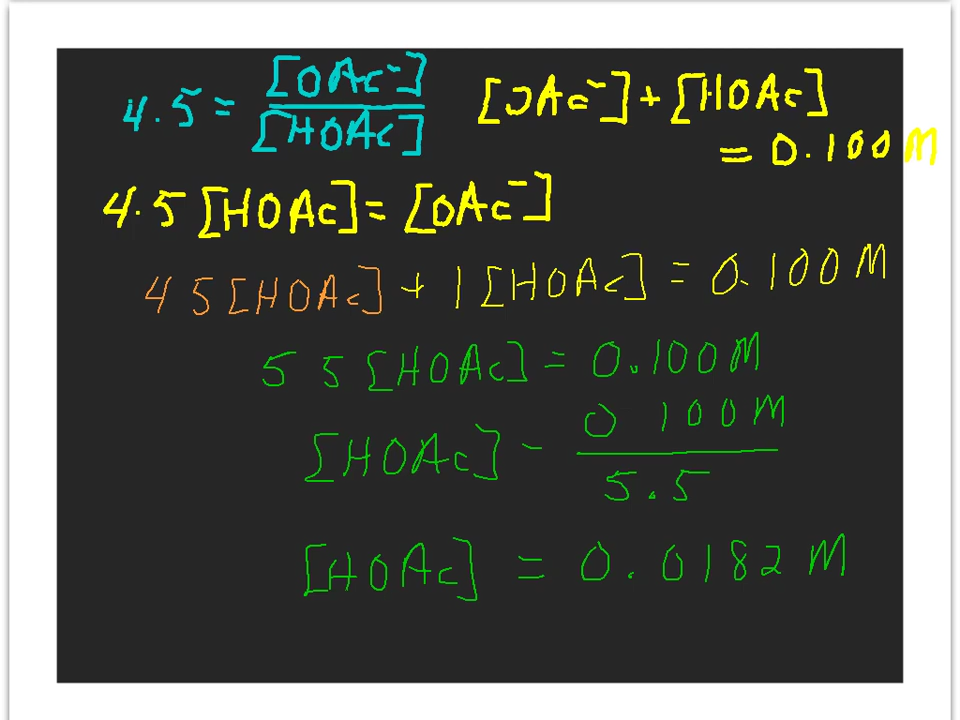 4.5 = [OAc⁻] / [HOAc]
[OAc⁻] + [HOAc]
= 0.100 M
4.5 [HOAc] = [OAc⁻]
4 5 [HOAc] + 1 [HOAc] = 0.100 M
5 5 [HOAc] = 0.100 M
[HOAc] = 0 100 M / 5.5
[HOAc] = 0.0182 M